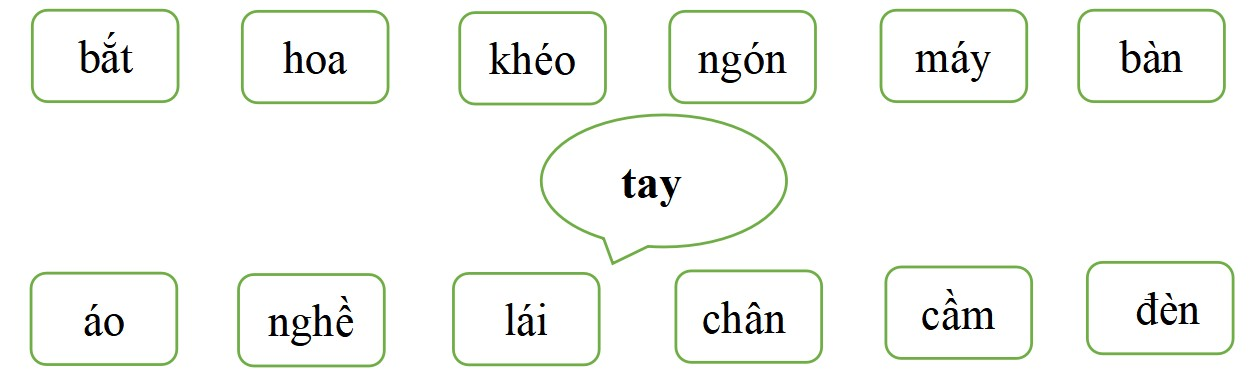 bắt hoa khéo ngón máy bàn
tay
áo nghề lái chân cầm đèn